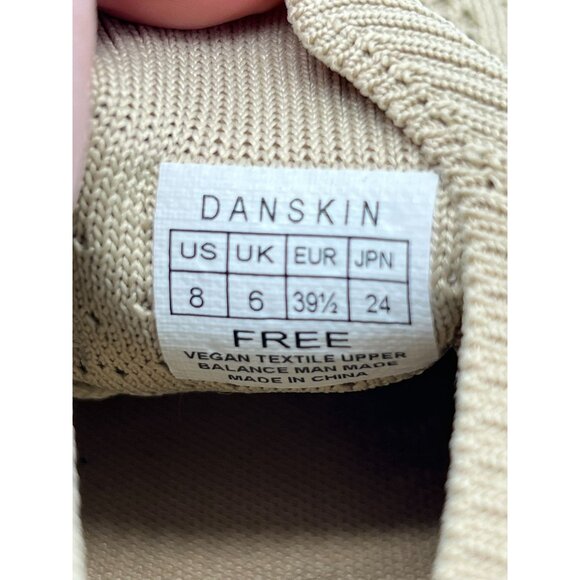 DANSKIN
US UK EUR JPN
8 6 39½ 24
FREE
VEGAN TEXTILE UPPER
BALANCE MAN MADE
MADE IN CHINA